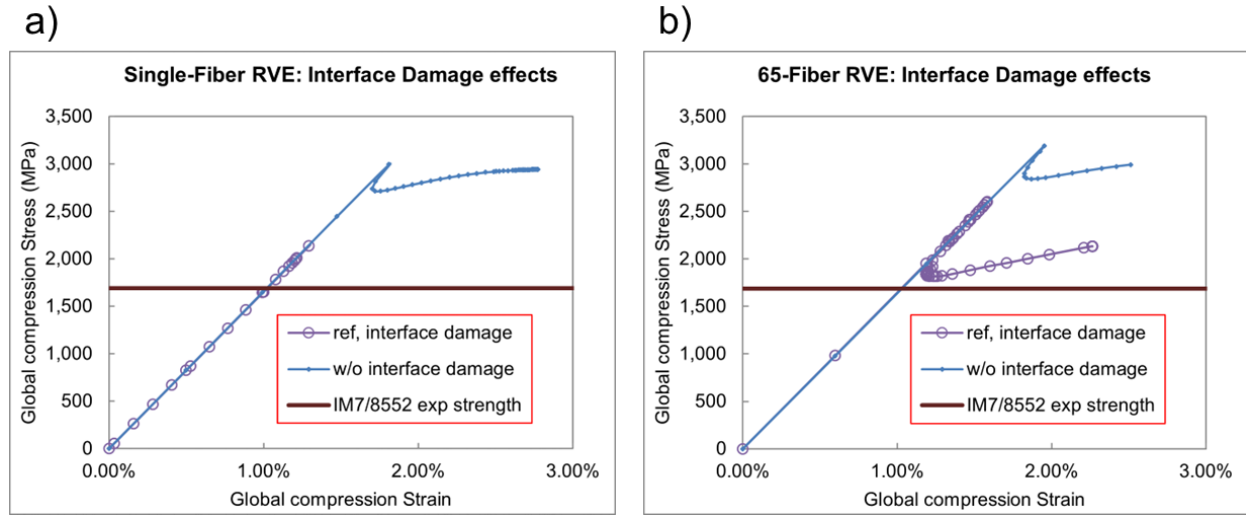 a)
Single-Fiber RVE: Interface Damage effects
Global compression Stress (MPa)
3,500
3,000
2,500
2,000
1,500
1,000
500
0
ref, interface damage
w/o interface damage
IM7/8552 exp strength
0.00%
1.00%
2.00%
3.00%
Global compression Strain
b)
65-Fiber RVE: Interface Damage effects
Global compression Stress (MPa)
3,500
3,000
2,500
2,000
1,500
1,000
500
0
ref, interface damage
w/o interface damage
IM7/8552 exp strength
0.00%
1.00%
2.00%
3.00%
Global compression Strain